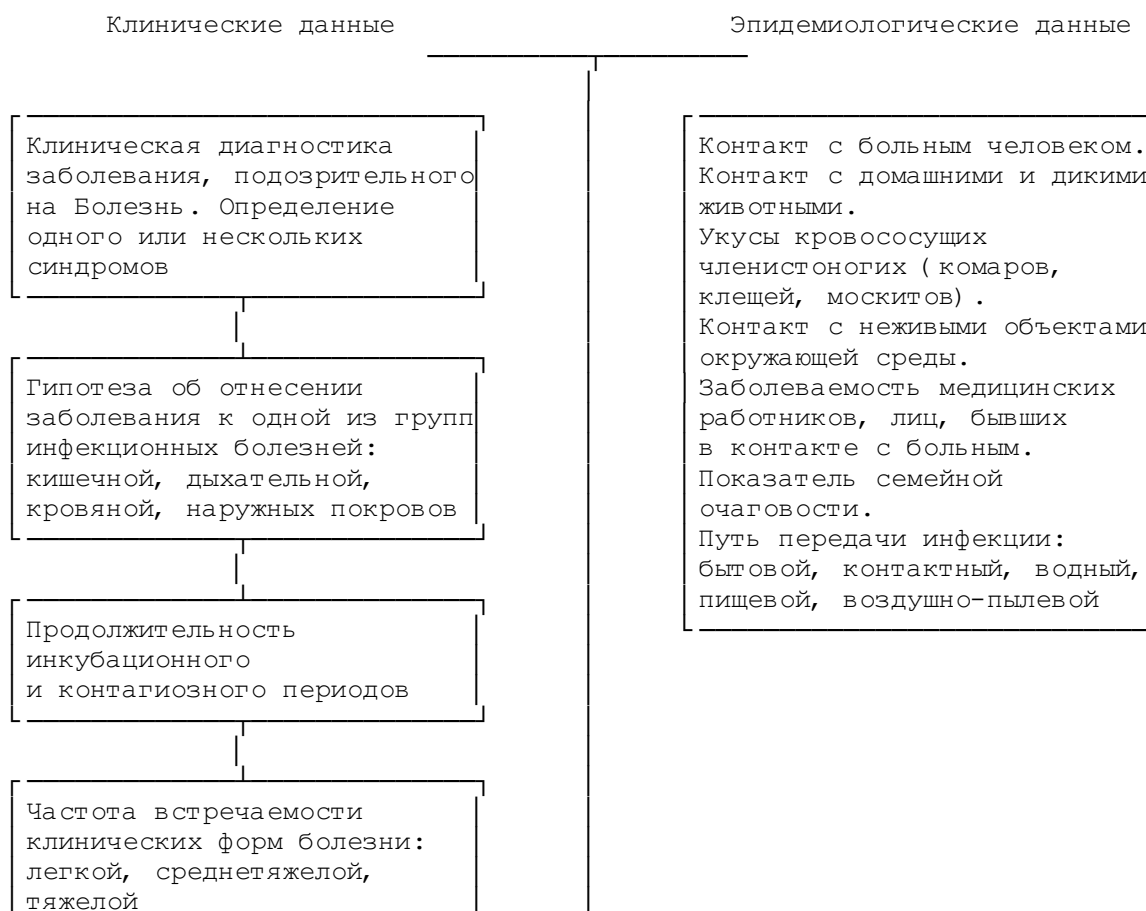 Клинические данные
Эпидемиологические данные
Клиническая диагностика
заболевания, подозрительного
на Болезнь. Определение
одного или нескольких
синдромов
Гипотеза об отнесении
заболевания к одной из групп
инфекционных болезней:
кишечной, дыхательной,
кровяной, наружных покровов
Продолжительность
инкубационного
и контагиозного периодов
Частота встречаемости
клинических форм болезни:
легкой, среднетяжелой,
тяжелой
Контакт с больным человеком.
Контакт с домашними и дикими
животными.
Укусы кровососущих
членистоногих (комаров,
клещей, москитов).
Контакт с неживыми объектами
окружающей среды.
Заболеваемость медицинских
работников, лиц, бывших
в контакте с больным.
Показатель семейной
очаговости.
Путь передачи инфекции:
бытовой, контактный, водный,
пищевой, воздушно-пылевой